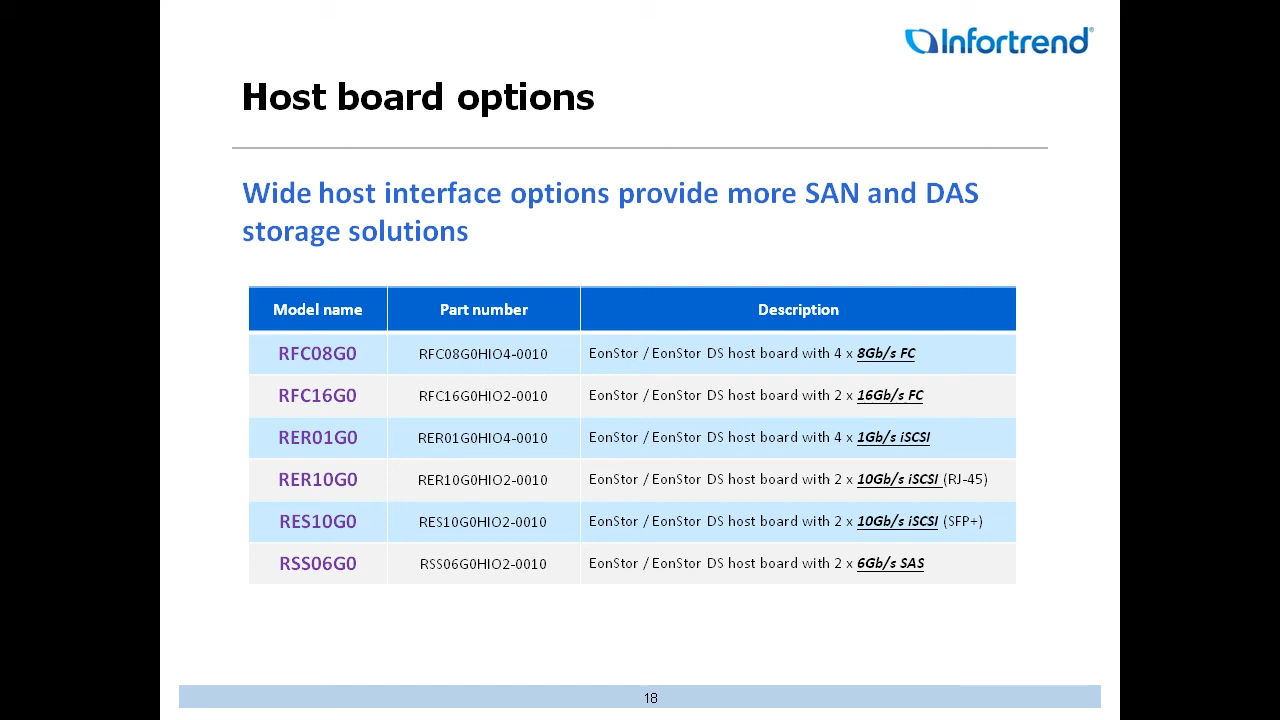 Infortrend®
Host board options
Wide host interface options provide more SAN and DAS
storage solutions
Model name Part number Description
RFC08G0 RFC08G0HIO4-0010 EonStor / EonStor DS host board with 4 x 8Gb/s FC
RFC16G0 RFC16G0HIO2-0010 EonStor / EonStor DS host board with 2 x 16Gb/s FC
RER01G0 RER01G0HIO4-0010 EonStor / EonStor DS host board with 4 x 1Gb/s iSCSI
RER10G0 RER10G0HIO2-0010 EonStor / EonStor DS host board with 2 x 10Gb/s iSCSI (RJ-45)
RES10G0 RES10G0HIO2-0010 EonStor / EonStor DS host board with 2 x 10Gb/s iSCSI (SFP+)
RSS06G0 RSS06G0HIO2-0010 EonStor / EonStor DS host board with 2 x 6Gb/s SAS
18